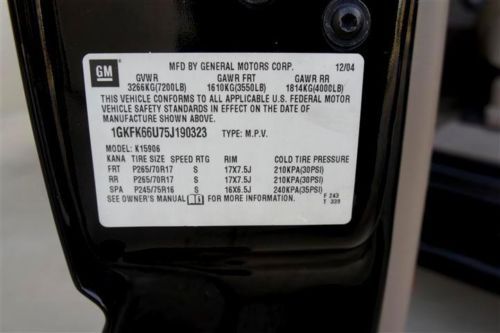 GM
MFD BY GENERAL MOTORS CORP. 12/04
GVWR GAWR FRT GAWR RR
3266KG(7200LB) 1610KG(3550LB) 1814KG(4000LB)
THIS VEHICLE CONFORMS TO ALL APPLICABLE U.S. FEDERAL MOTOR
VEHICLE SAFETY STANDARDS IN EFFECT ON THE DATE OF
MANUFACTURE SHOWN ABOVE.
1GKFK66U75J190323 TYPE: M.P.V.
MODEL: K15906
KANA TIRE SIZE SPEED RTG RIM COLD TIRE PRESSURE
FRT P265/70R17 S 17X7.5J 210KPA(30PSI)
RR P265/70R17 S 17X7.5J 210KPA(30PSI)
SPA P245/75R16 S 16X6.5J 240KPA(35PSI)
SEE OWNER'S MANUAL FOR MORE INFORMATION.
F 243
T 339